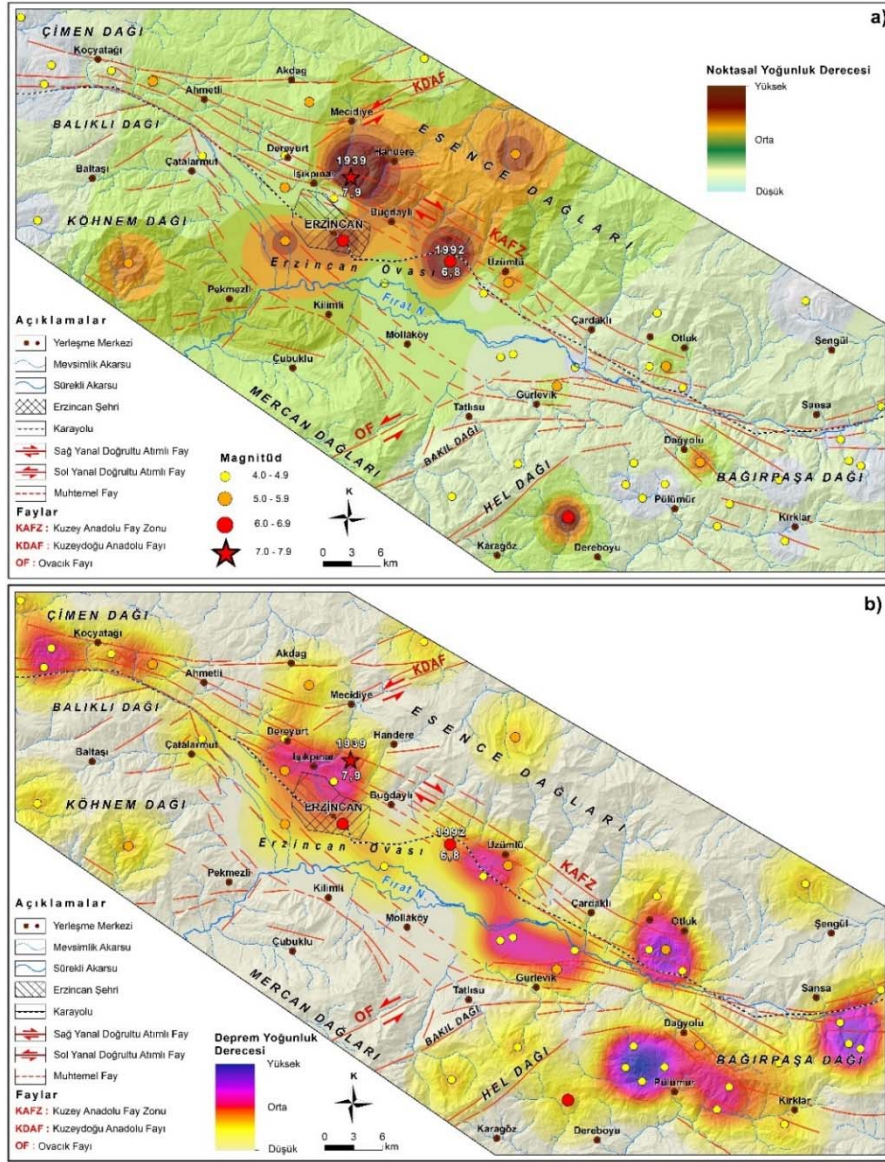 a)
ÇİMEN DAĞI
Koçyatağı
Akdag
KDAF
Ahmetli
Mecidiye
BALIKLI DAĞI
Dereyurt
Handere
ESENCE DAĞLARI
Baltaşı
Çatalarmut
Işıkpınar
1939
7,9
KÖHNEM DAĞI
Buğdaylı
ERZİNCAN
KAFZ
1992
6,8
Üzümlü
Erzincan Ovası
Pekmezli
Kilimli
Fırat N.
Mollaköy
Çardaklı
Otluk
Şengül
Çubuklu
MERCAN DAĞLARI
Tatlısu
Gürlevik
Sansa
OF
BAKIL DAĞI
Dağyolu
BAĞIRPAŞA DAĞI
HEL DAĞI
Pülümür
Kırklar
Karagöz
Dereboyu
Noktasal Yoğunluk Derecesi
Yüksek
Orta
Düşük
Açıklamalar
Yerleşme Merkezi
Mevsimlik Akarsu
Sürekli Akarsu
Erzincan Şehri
Karayolu
Sağ Yanal Doğrultu Atımlı Fay
Sol Yanal Doğrultu Atımlı Fay
Muhtemel Fay
Faylar
KAFZ : Kuzey Anadolu Fay Zonu
KDAF : Kuzeydoğu Anadolu Fayı
OF : Ovacık Fayı
Magnitüd
4.0 - 4.9
5.0 - 5.9
6.0 - 6.9
7.0 - 7.9
K
0 3 6
km
b)
ÇİMEN DAĞI
Koçyatağı
Akdag
KDAF
Ahmetli
Mecidiye
BALIKLI DAĞI
Dereyurt
Handere
ESENCE DAĞLARI
Baltaşı
Çatalarmut
Işıkpınar
1939
7,9
KÖHNEM DAĞI
Buğdaylı
ERZİNCAN
KAFZ
1992
6,8
Üzümlü
Erzincan Ovası
Pekmezli
Kilimli
Fırat N.
Mollaköy
Çardaklı
Otluk
Şengül
Çubuklu
MERCAN DAĞLARI
Tatlısu
Gürlevik
Sansa
OF
BAKIL DAĞI
Dağyolu
BAĞIRPAŞA DAĞI
HEL DAĞI
Pülümür
Kırklar
Karagöz
Dereboyu
Açıklamalar
Yerleşme Merkezi
Mevsimlik Akarsu
Sürekli Akarsu
Erzincan Şehri
Karayolu
Sağ Yanal Doğrultu Atımlı Fay
Sol Yanal Doğrultu Atımlı Fay
Muhtemel Fay
Faylar
KAFZ : Kuzey Anadolu Fay Zonu
KDAF : Kuzeydoğu Anadolu Fayı
OF : Ovacık Fayı
Deprem Yoğunluk
Derecesi
Yüksek
Orta
Düşük
K
0 3 6
km